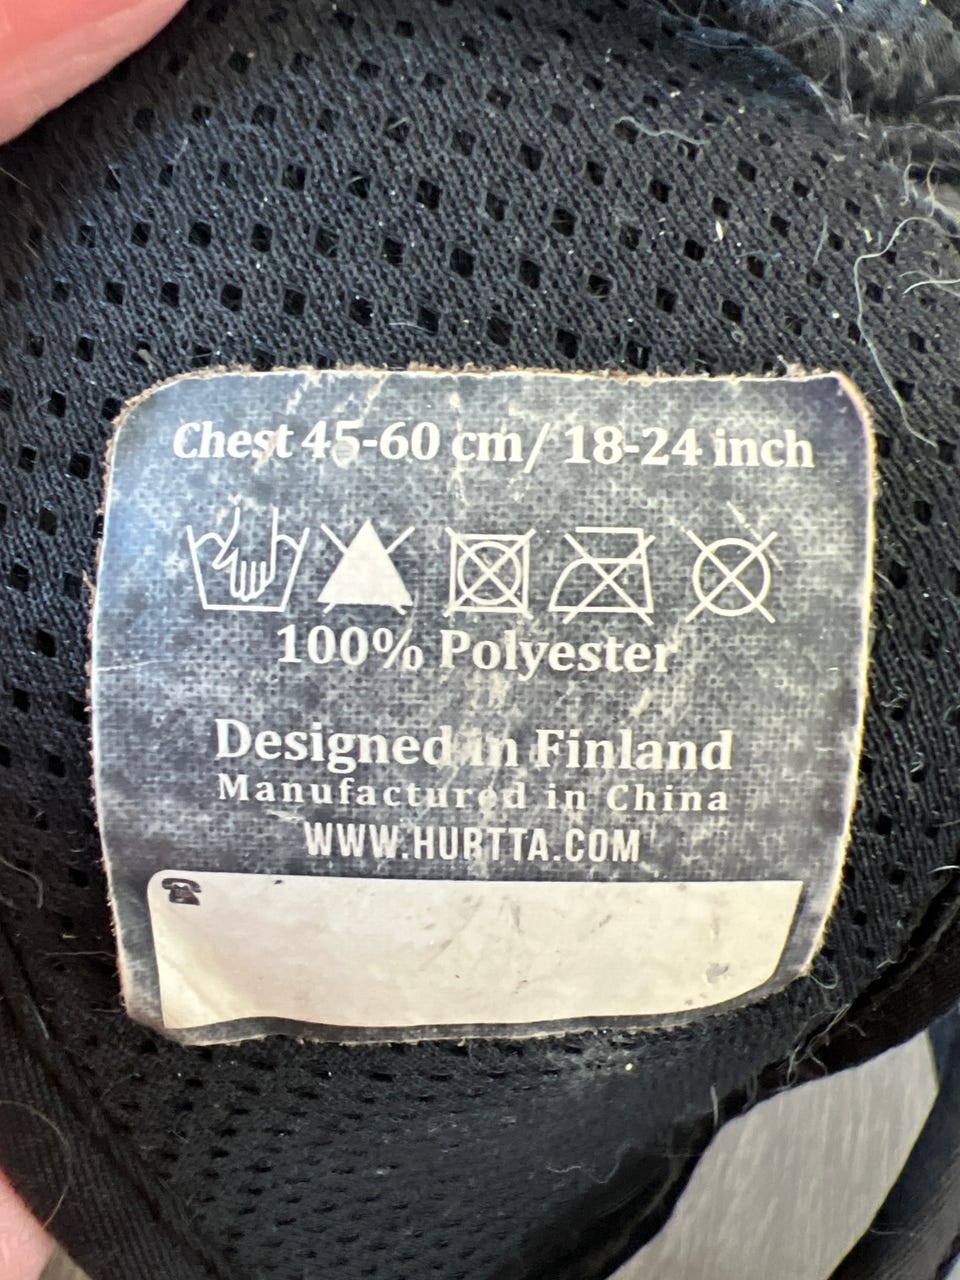 Chest 45-60 cm/ 18-24 inch
100% Polyester
Designed in Finland
Manufactured in China
WWW.HURTTA.COM